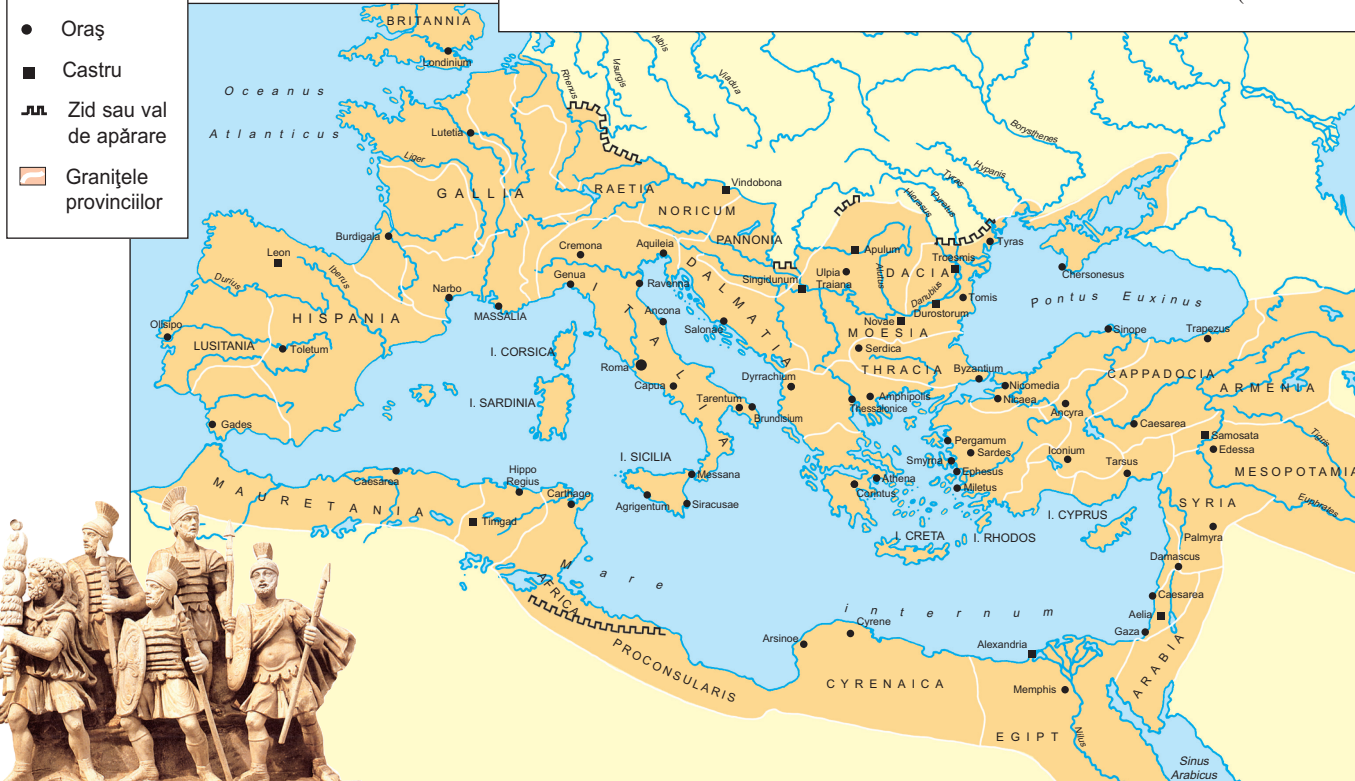 Oraş
Castru
Zid sau val
de apărare
Graniţele
provinciilor
BRITANNIA
Londinium
Oceanus
Atlanticus
Rhenus
Visurgis
Albis
Viadua
Lutetia
Liger
GALLIA
RAETIA
Vindobona
NORICUM
PANNONIA
Borysthenes
Hypanis
Tyras
Pyretus
Hierasus
Tyras
Burdigala
Leon
Iberus
Durius
HISPANIA
Olisipo
LUSITANIA
Toletum
Gades
Narbo
MASSALIA
Cremona
Genua
Aquileia
Ravenna
Ancona
ITALIA
DALMATIA
Salonae
Singidunum
Apulum
Ulpia
Traiana
Alutus
DACIA
Troesmis
Danubius
Tomis
Durostorum
Novae
MOESIA
Serdica
THRACIA
Chersonesus
Pontus Euxinus
Sinope
Trapezus
I. CORSICA
Roma
Capua
I. SARDINIA
Tarentum
Brundisium
Dyrrachium
Amphipolis
Thessalonice
Byzantium
Nicomedia
Nicaea
Ancyra
CAPPADOCIA
ARMENIA
Caesarea
Samosata
Edessa
Tigris
MESOPOTAMIA
Euphrates
Pergamum
Sardes
Smyrna
Ephesus
Miletus
Iconium
Tarsus
Athena
Corintus
I. SICILIA
Messana
Agrigentum
Siracusae
I. CRETA
I. RHODOS
I. CYPRUS
SYRIA
Palmyra
Damascus
Caesarea
Aelia
Gaza
ARABIA
MAURETANIA
Caesarea
Hippo
Regius
Carthago
Timgad
Mare
internum
AFRICA
PROCONSULARIS
Arsinoe
Cyrene
CYRENAICA
Alexandria
Memphis
EGIPT
Nilus
Sinus
Arabicus